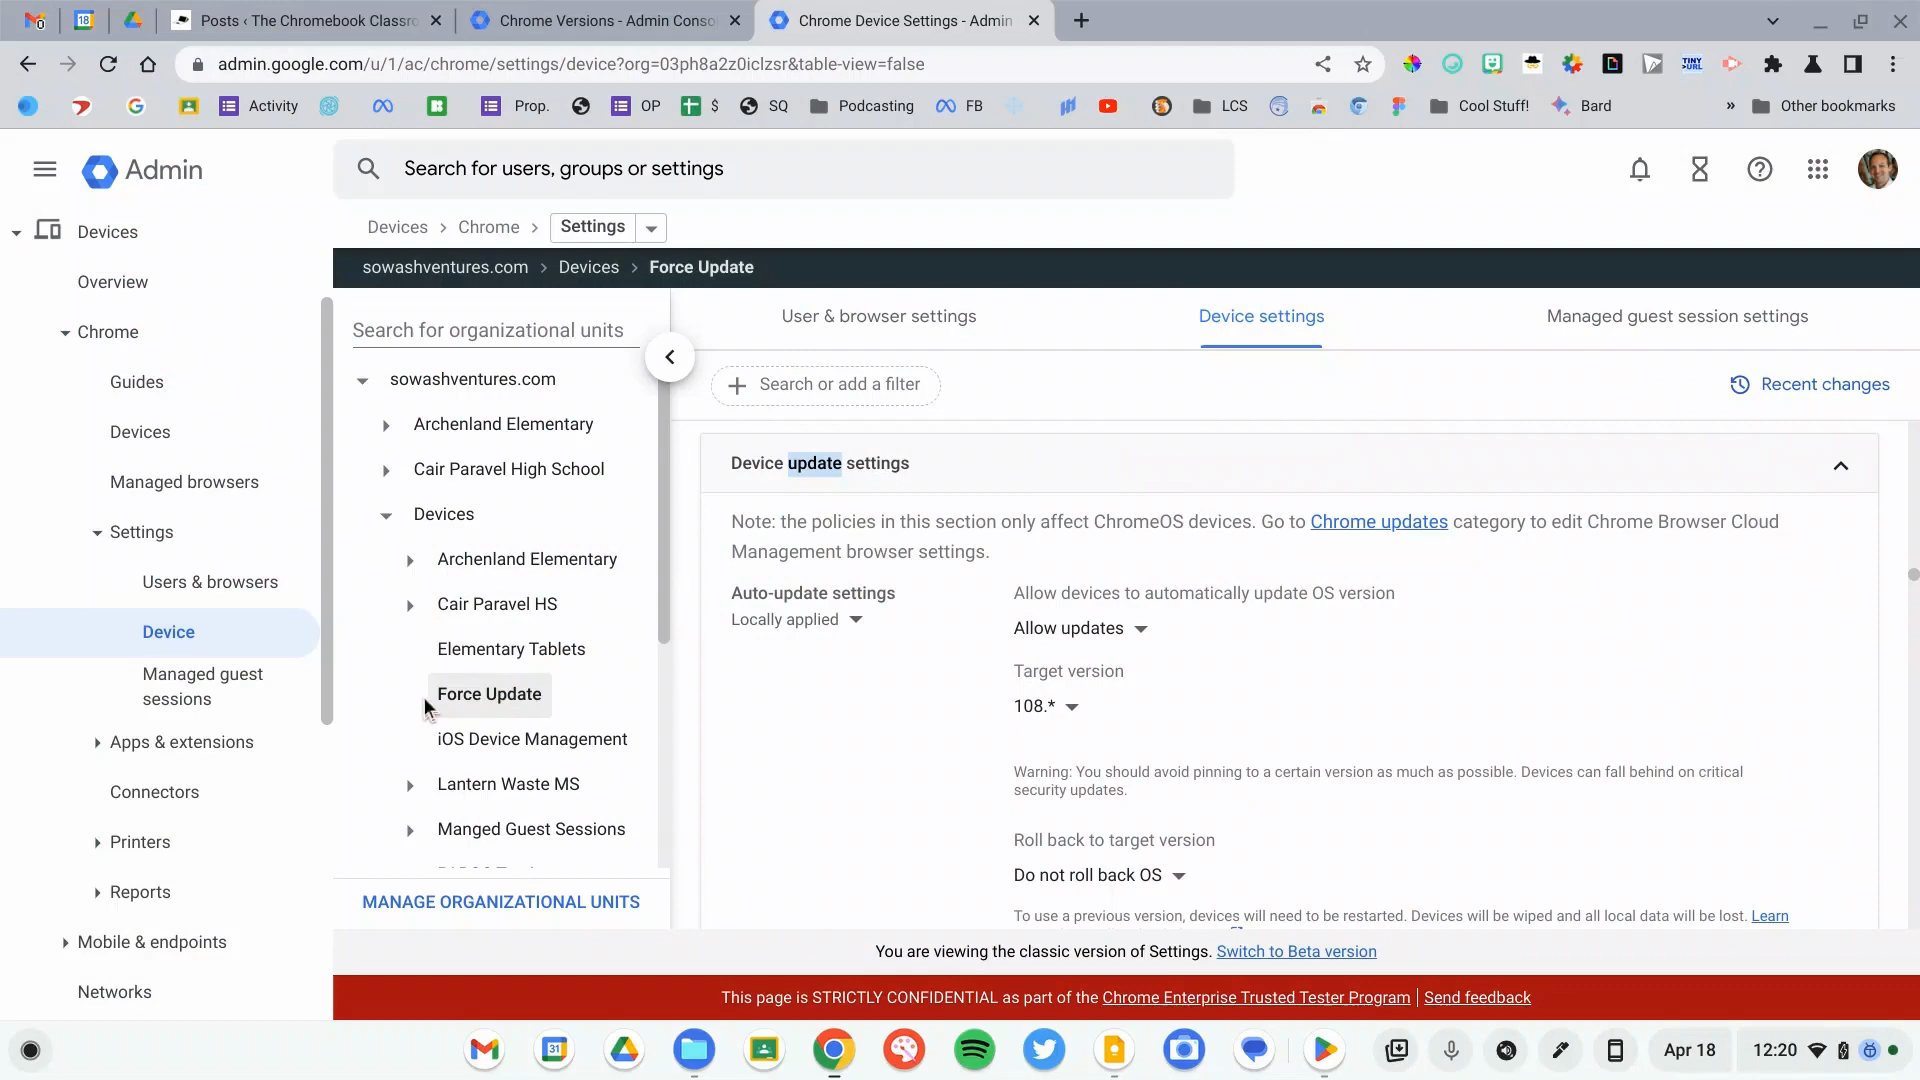 Posts ‹ The Chromebook Classro
Chrome Versions - Admin Consol
Chrome Device Settings - Admin
admin.google.com/u/1/ac/chrome/settings/device?org=03ph8a2z0iclzsr&table-view=false
Activity
Prop.
OP
$
SQ
Podcasting
FB
LCS
Cool Stuff!
Bard
»
Other bookmarks
Admin
Search for users, groups or settings
Devices
Overview
Chrome
Guides
Devices
Managed browsers
Settings
Users & browsers
Device
Managed guest
sessions
Apps & extensions
Connectors
Printers
Reports
Mobile & endpoints
Networks
Devices > Chrome > Settings
sowashventures.com > Devices > Force Update
Search for organizational units
sowashventures.com
Archenland Elementary
Cair Paravel High School
Devices
Archenland Elementary
Cair Paravel HS
Elementary Tablets
Force Update
iOS Device Management
Lantern Waste MS
Manged Guest Sessions
MANAGE ORGANIZATIONAL UNITS
User & browser settings
Device settings
Managed guest session settings
Search or add a filter
Recent changes
Device update settings
Note: the policies in this section only affect ChromeOS devices. Go to Chrome updates category to edit Chrome Browser Cloud
Management browser settings.
Auto-update settings
Locally applied
Allow devices to automatically update OS version
Allow updates
Target version
108.*
Warning: You should avoid pinning to a certain version as much as possible. Devices can fall behind on critical
security updates.
Roll back to target version
Do not roll back OS
To use a previous version, devices will need to be restarted. Devices will be wiped and all local data will be lost. Learn
You are viewing the classic version of Settings. Switch to Beta version
This page is STRICTLY CONFIDENTIAL as part of the Chrome Enterprise Trusted Tester Program | Send feedback
Apr 18
12:20